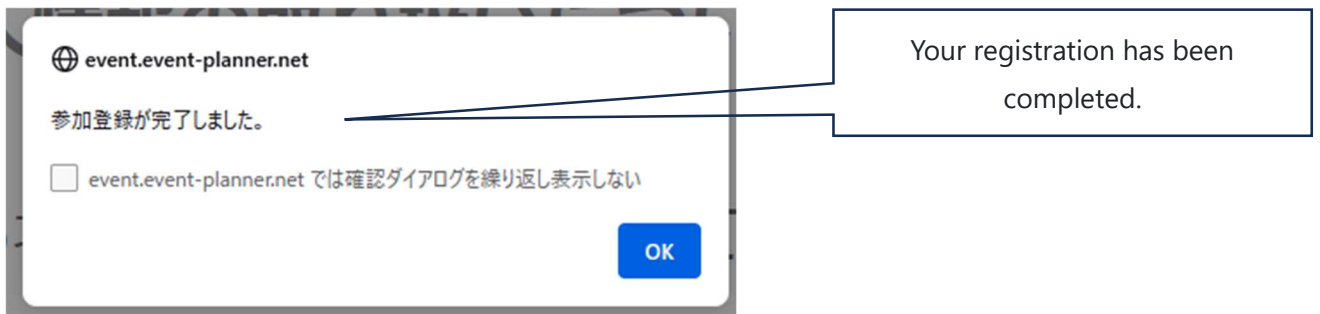 event.event-planner.net
参加登録が完了しました。
event.event-planner.net では確認ダイアログを繰り返し表示しない
OK
Your registration has been
completed.